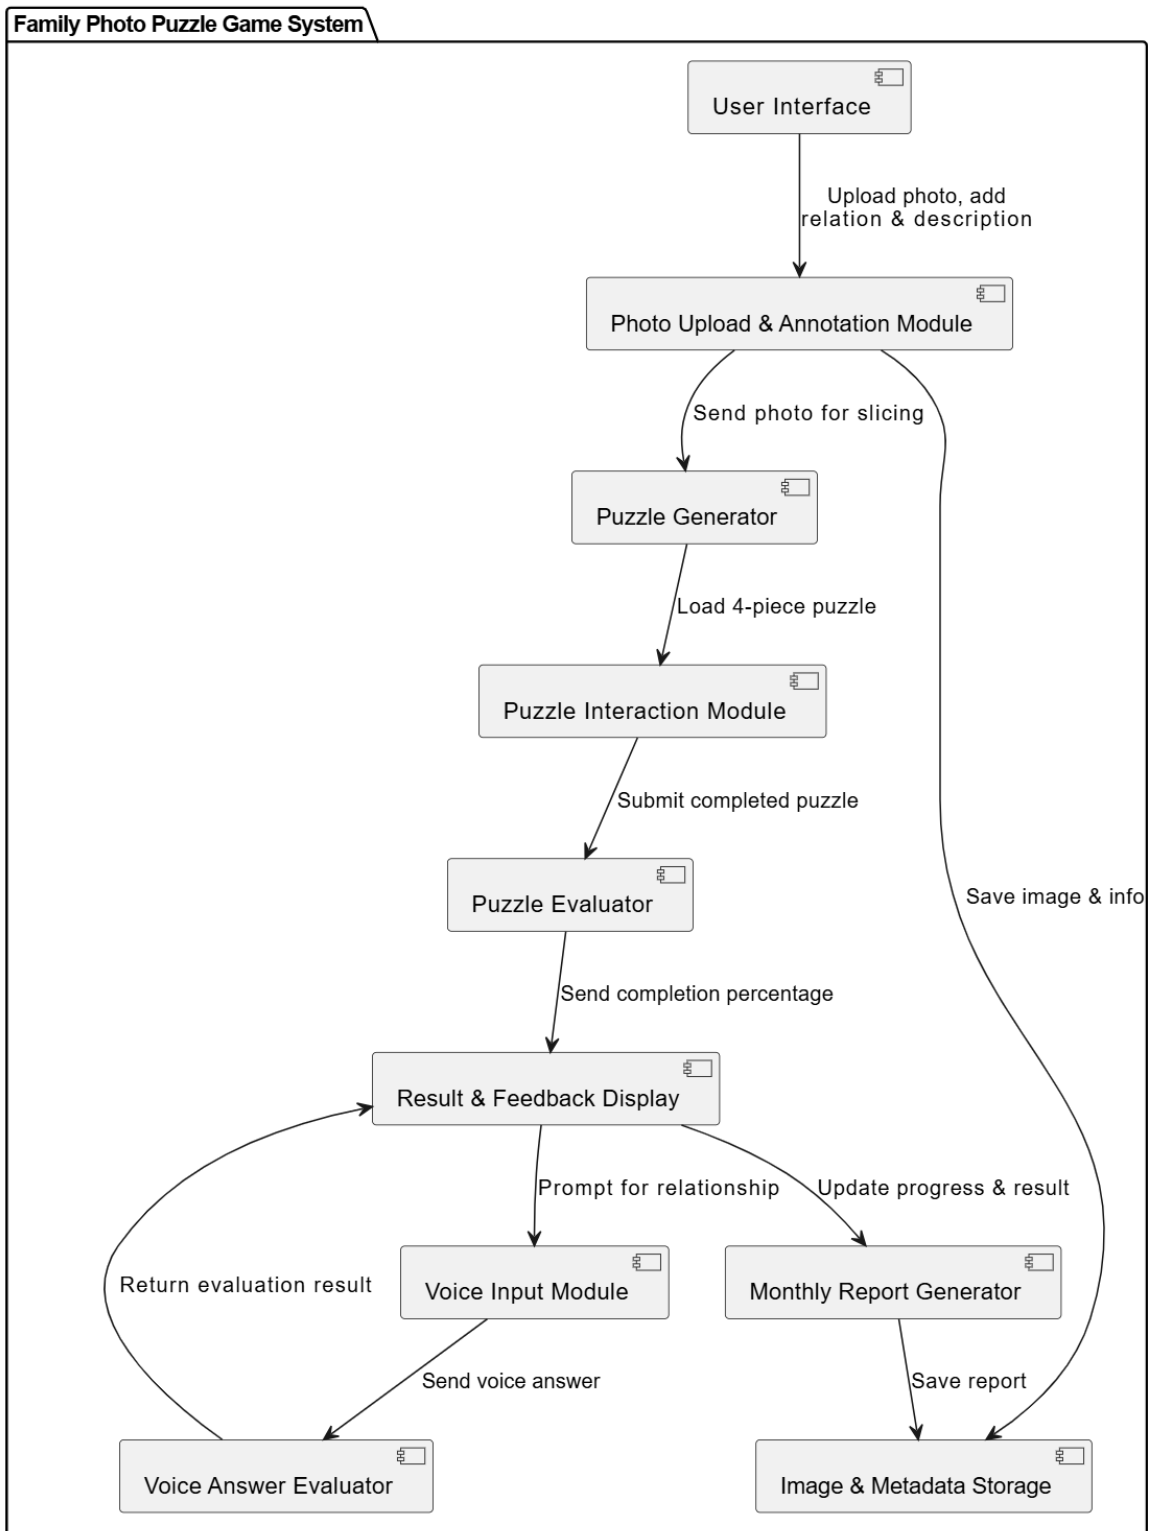 Family Photo Puzzle Game System
User Interface
Upload photo, add
relation & description
Photo Upload & Annotation Module
Send photo for slicing
Puzzle Generator
Load 4-piece puzzle
Puzzle Interaction Module
Submit completed puzzle
Puzzle Evaluator
Save image & info
Send completion percentage
Result & Feedback Display
Prompt for relationship
Update progress & result
Return evaluation result
Voice Input Module
Monthly Report Generator
Send voice answer
Save report
Voice Answer Evaluator
Image & Metadata Storage